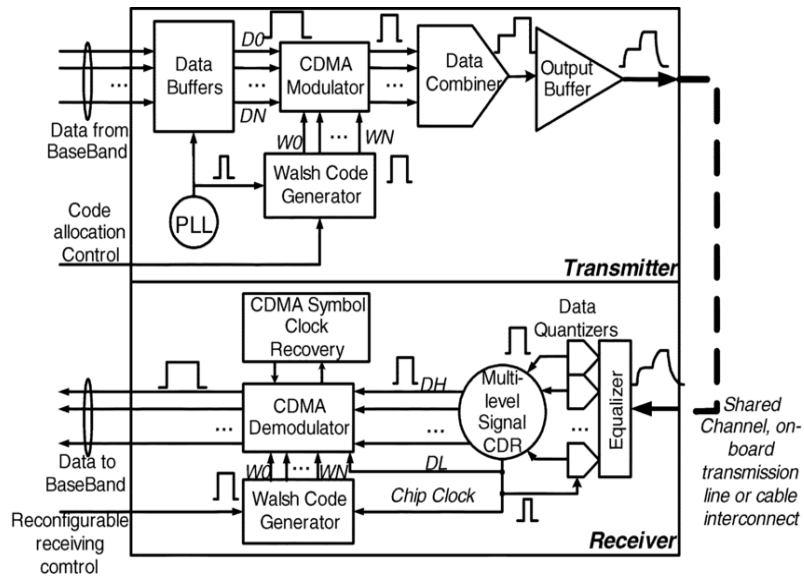 Data from
BaseBand
...
Data
Buffers
D0
...
DN
CDMA
Modulator
...
Data
Combiner
Output
Buffer
W0
...
WN
Walsh Code
Generator
PLL
Code
allocation
Control
Transmitter
CDMA Symbol
Clock
Recovery
Data
Quantizers
...
Data to
BaseBand
...
CDMA
Demodulator
DH
...
DL
Multi-
level
Signal
CDR
...
Equalizer
W0
...
WN
Walsh Code
Generator
Chip Clock
Reconfigurable
receiving
comtrol
Receiver
Shared
Channel, on-
board
transmission
line or cable
interconnect